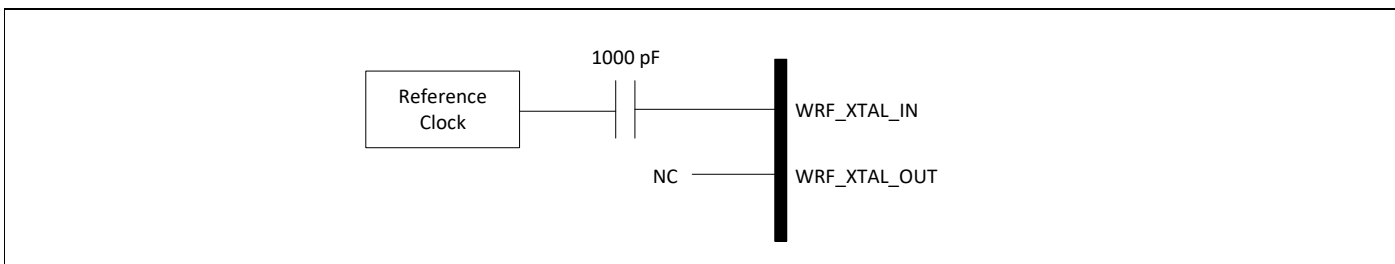 1000 pF
Reference
Clock
WRF_XTAL_IN
NC
WRF_XTAL_OUT